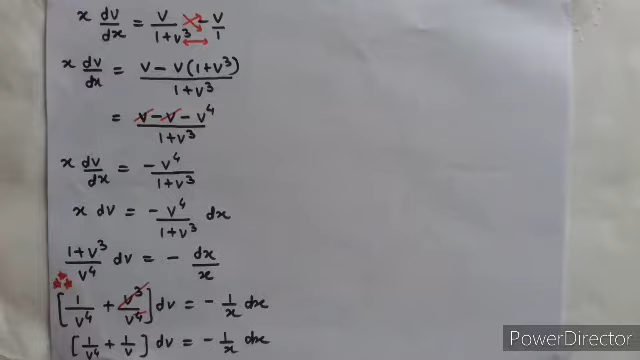 x dv/dx = v/(1+v³) - v/1
x dv/dx = (v - v(1+v³))/(1+v³)
= (v - v - v⁴)/(1+v³)
x dv/dx = -v⁴/(1+v³)
x dv = -v⁴/(1+v³) dx
(1+v³)/v⁴ dv = - dx/x
[1/v⁴ + v³/v⁴] dv = - 1/x dx
[1/v⁴ + 1/v] dv = - 1/x dx
PowerDirector